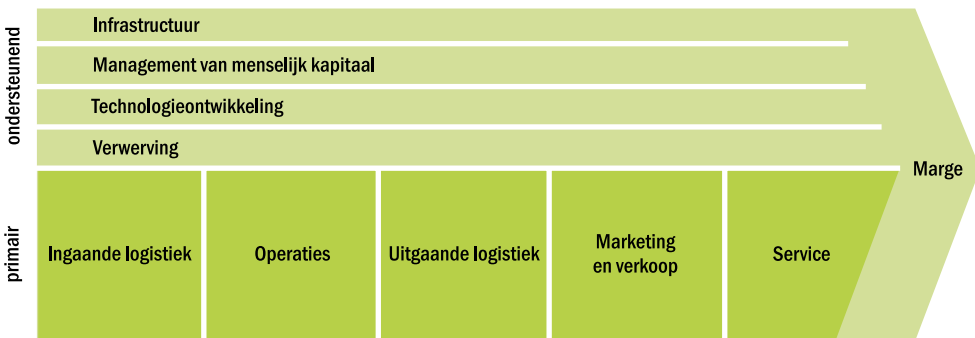 ondersteunend
Infrastructuur
Management van menselijk kapitaal
Technologieontwikkeling
Verwerving
Marge
primair
Ingaande logistiek
Operaties
Uitgaande logistiek
Marketing
en verkoop
Service